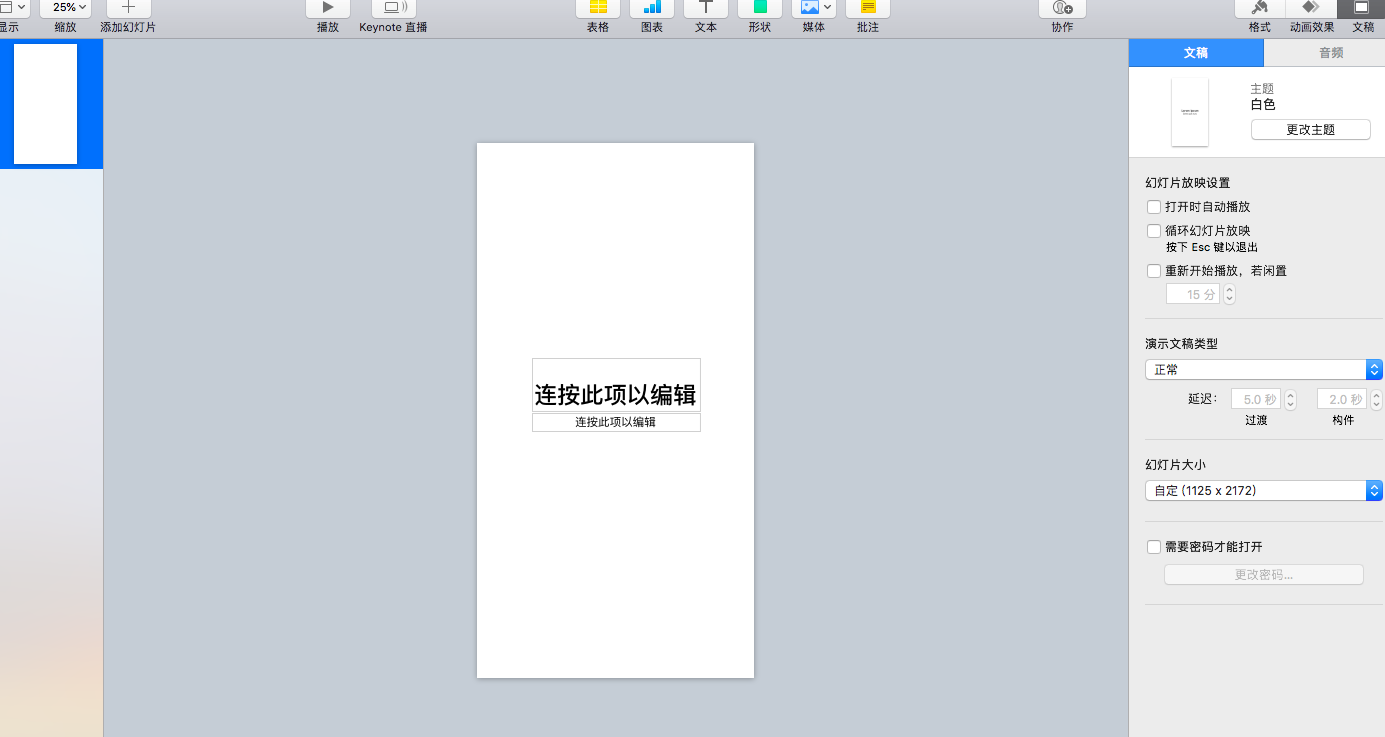 25%
显示
缩放
添加幻灯片
播放
Keynote 直播
表格
图表
文本
形状
媒体
批注
协作
格式
动画效果
文稿
文稿
音频
主题
白色
更改主题
幻灯片放映设置
打开时自动播放
循环幻灯片放映
按下 Esc 键以退出
重新开始播放，若闲置
15 分
演示文稿类型
正常
延迟：
5.0 秒
2.0 秒
过渡
构件
幻灯片大小
自定 (1125 x 2172)
需要密码才能打开
更改密码...
连按此项以编辑
连按此项以编辑